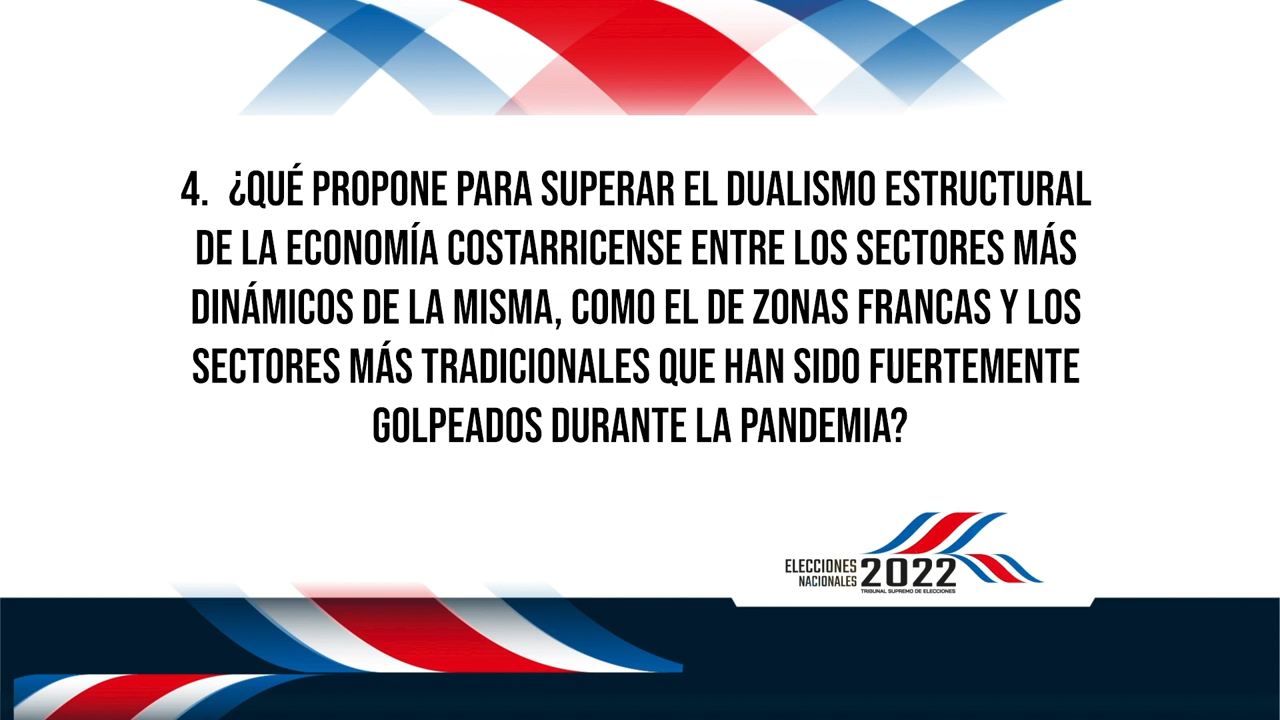 4. ¿QUÉ PROPONE PARA SUPERAR EL DUALISMO ESTRUCTURAL
DE LA ECONOMÍA COSTARRICENSE ENTRE LOS SECTORES MÁS
DINÁMICOS DE LA MISMA, COMO EL DE ZONAS FRANCAS Y LOS
SECTORES MÁS TRADICIONALES QUE HAN SIDO FUERTEMENTE
GOLPEADOS DURANTE LA PANDEMIA?
ELECCIONES
NACIONALES
2022
TRIBUNAL SUPREMO DE ELECCIONES